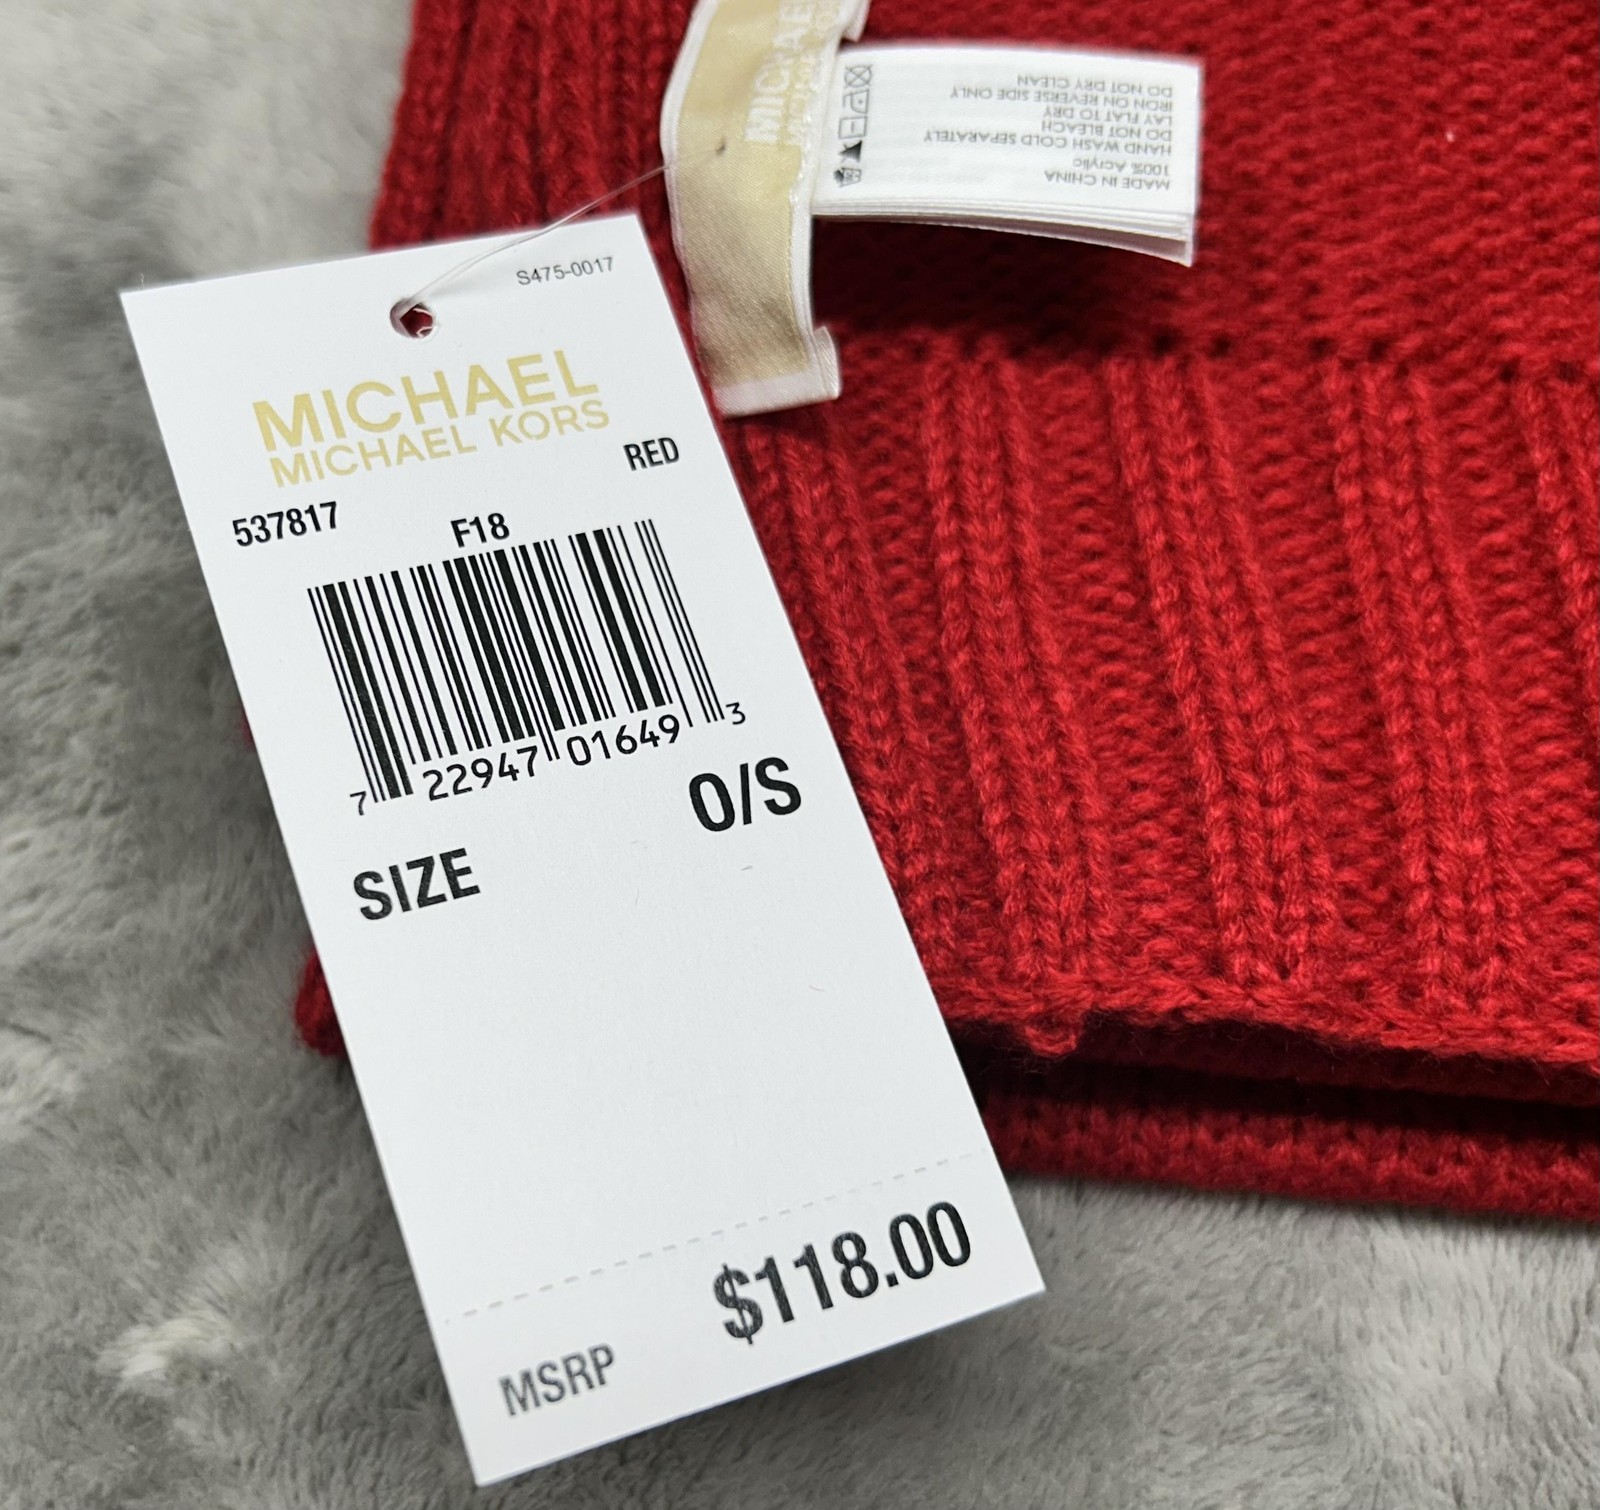 S475-0017
MICHAEL
MICHAEL KORS
RED
537817
F18
7 22947 01649 3
O/S
SIZE
$118.00
MSRP
MICHAEL
MADE IN CHINA
100% Acrylic
HAND WASH COLD SEPARATELY
DO NOT BLEACH
LAY FLAT TO DRY
IRON ON REVERSE SIDE ONLY
DO NOT DRY CLEAN